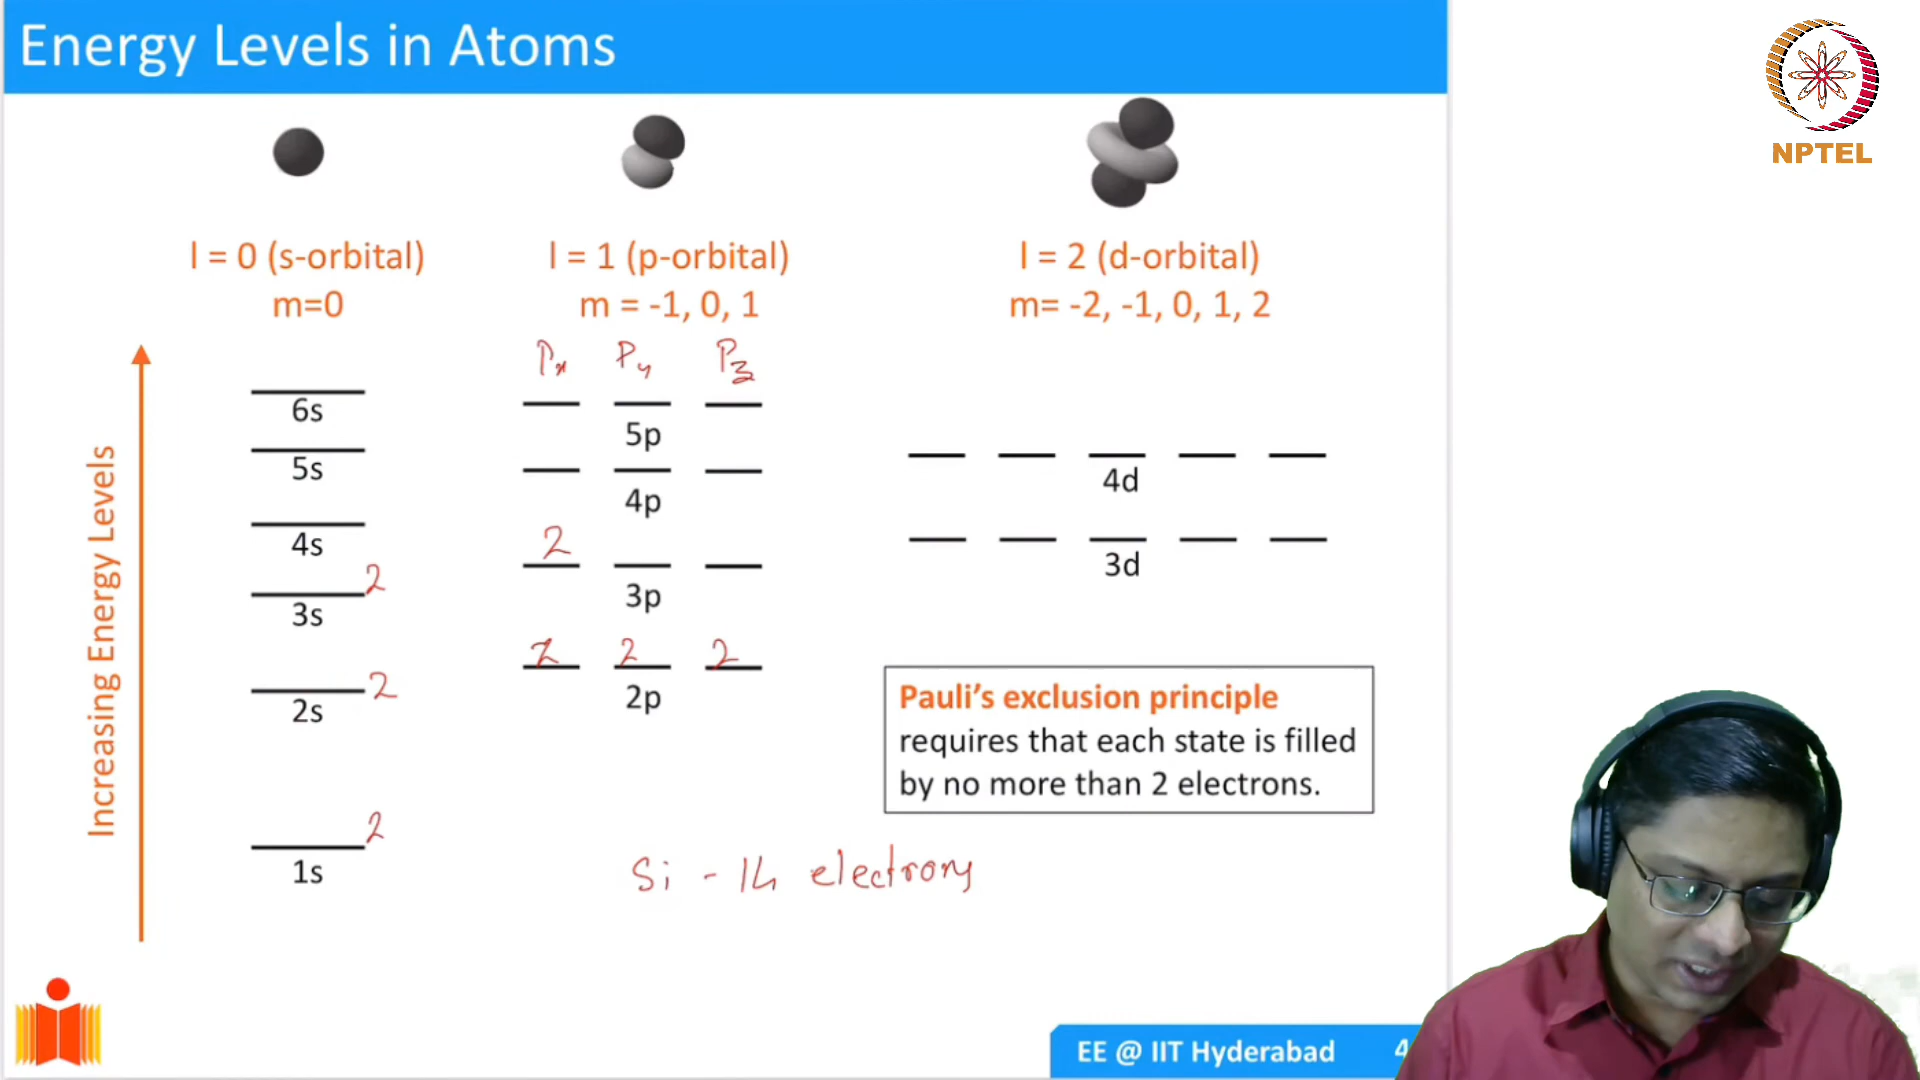 Energy Levels in Atoms
NPTEL
l = 0 (s-orbital)
m=0
l = 1 (p-orbital)
m = -1, 0, 1
l = 2 (d-orbital)
m= -2, -1, 0, 1, 2
Px Py Pz
Increasing Energy Levels
6s
5s
4s
3s 2
2s 2
1s 2
5p
4p
2
3p
2 2 2
2p
4d
3d
Pauli’s exclusion principle
requires that each state is filled
by no more than 2 electrons.
Si - 14 electrons
EE @ IIT Hyderabad 4